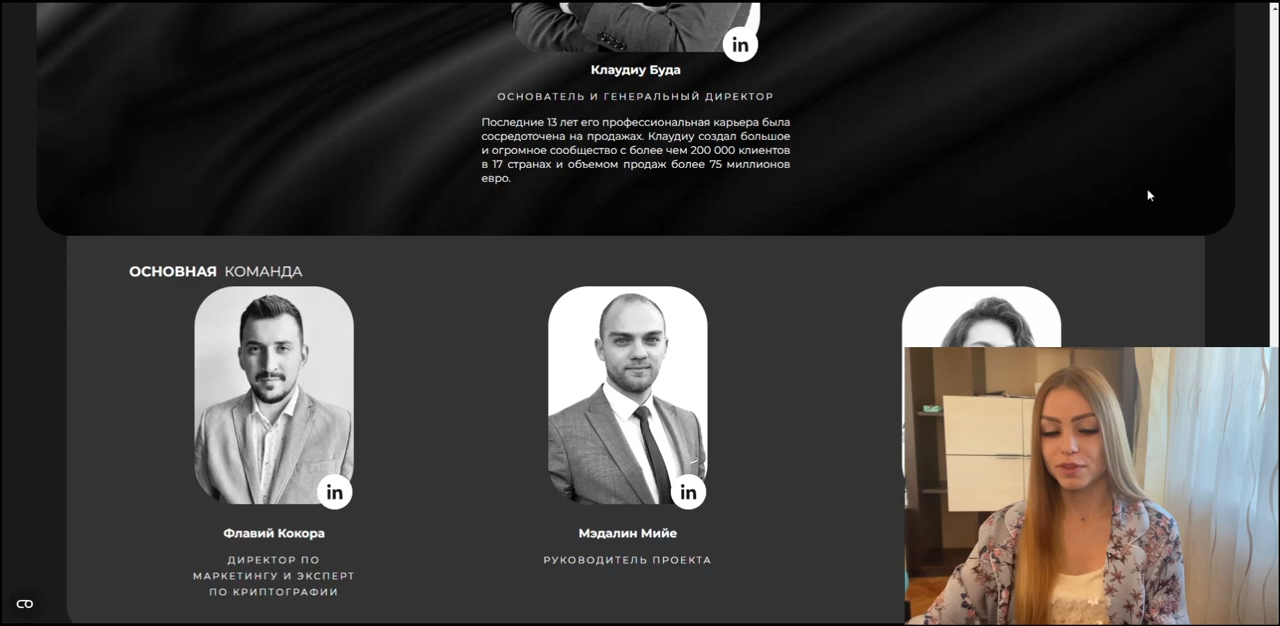 in
Клаудиу Буда
ОСНОВАТЕЛЬ И ГЕНЕРАЛЬНЫЙ ДИРЕКТОР
Последние 13 лет его профессиональная карьера была
сосредоточена на продажах. Клаудиу создал большое
и огромное сообщество с более чем 200 000 клиентов
в 17 странах и объемом продаж более 75 миллионов
евро.
ОСНОВНАЯ КОМАНДА
in
in
Флавий Кокора
Мэдалин Мийе
ДИРЕКТОР ПО
МАРКЕТИНГУ И ЭКСПЕРТ
ПО КРИПТОГРАФИИ
РУКОВОДИТЕЛЬ ПРОЕКТА